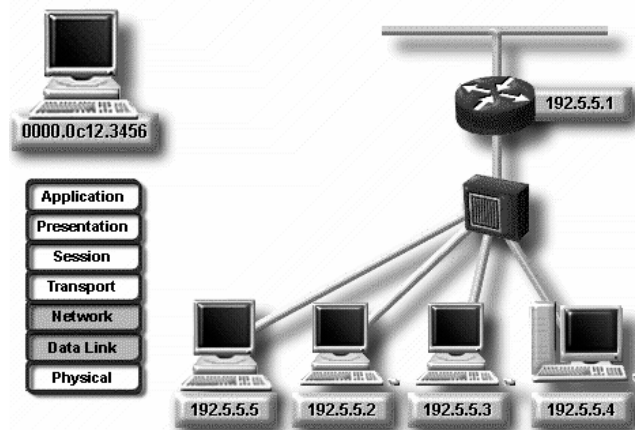 0000.0c12.3456
192.5.5.1
Application
Presentation
Session
Transport
Network
Data Link
Physical
192.5.5.5
192.5.5.2
192.5.5.3
192.5.5.4